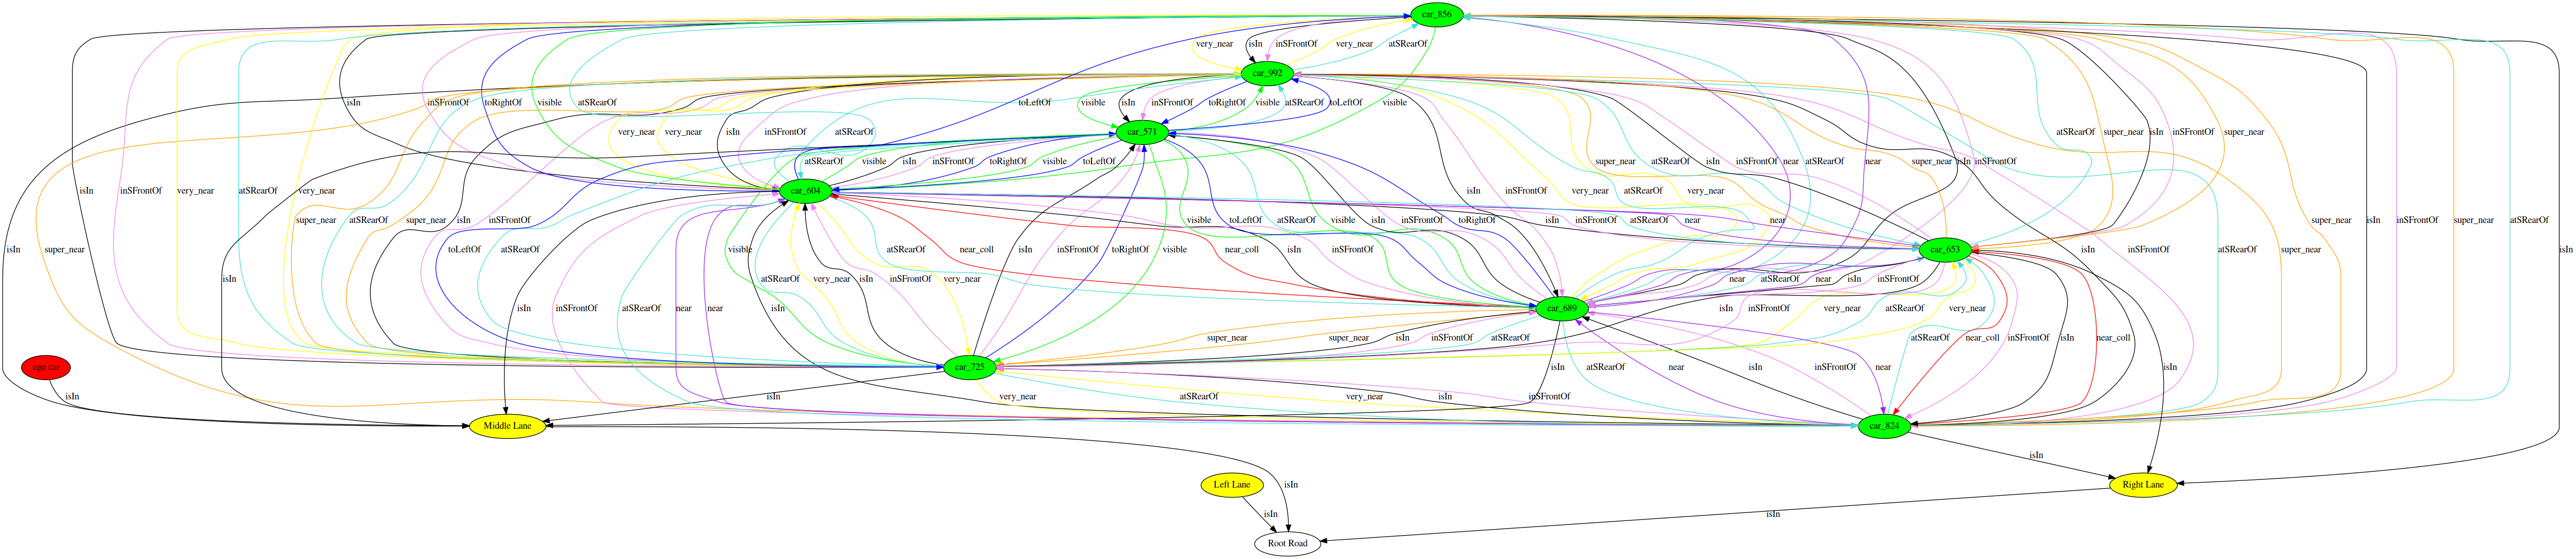 car_856
very_near isIn inSFrontOf very_near atSRearOf
car_992
isIn inSFrontOf toRightOf visible atSRearOf toLeftOf visible isIn inSFrontOf toRightOf visible atSRearOf toLeftOf visible
very_near very_near isIn inSFrontOf atSRearOf car_571 atSRearOf super_near isIn inSFrontOf super_near
atSRearOf visible isIn inSFrontOf toRightOf visible toLeftOf super_near atSRearOf isIn inSFrontOf near atSRearOf near super_near isIn inSFrontOf
isIn inSFrontOf very_near atSRearOf very_near car_604 very_near atSRearOf very_near isIn inSFrontOf
super_near atSRearOf super_near isIn inSFrontOf visible toLeftOf atSRearOf visible isIn inSFrontOf toRightOf near isIn inSFrontOf atSRearOf near super_near isIn inSFrontOf super_near atSRearOf
isIn super_near toLeftOf atSRearOf visible isIn inSFrontOf toRightOf visible atSRearOf near_coll near_coll isIn inSFrontOf car_653 isIn inSFrontOf atSRearOf super_near isIn
isIn atSRearOf very_near isIn inSFrontOf very_near near atSRearOf near isIn inSFrontOf
inSFrontOf atSRearOf near near isIn car_689 isIn inSFrontOf very_near atSRearOf very_near
super_near super_near isIn inSFrontOf atSRearOf atSRearOf near_coll isIn near_coll
ego car car_725 isIn atSRearOf near isIn inSFrontOf near isIn
isIn isIn very_near atSRearOf very_near isIn inSFrontOf
Middle Lane car_824
isIn
Left Lane isIn Right Lane
isIn isIn
Root Road